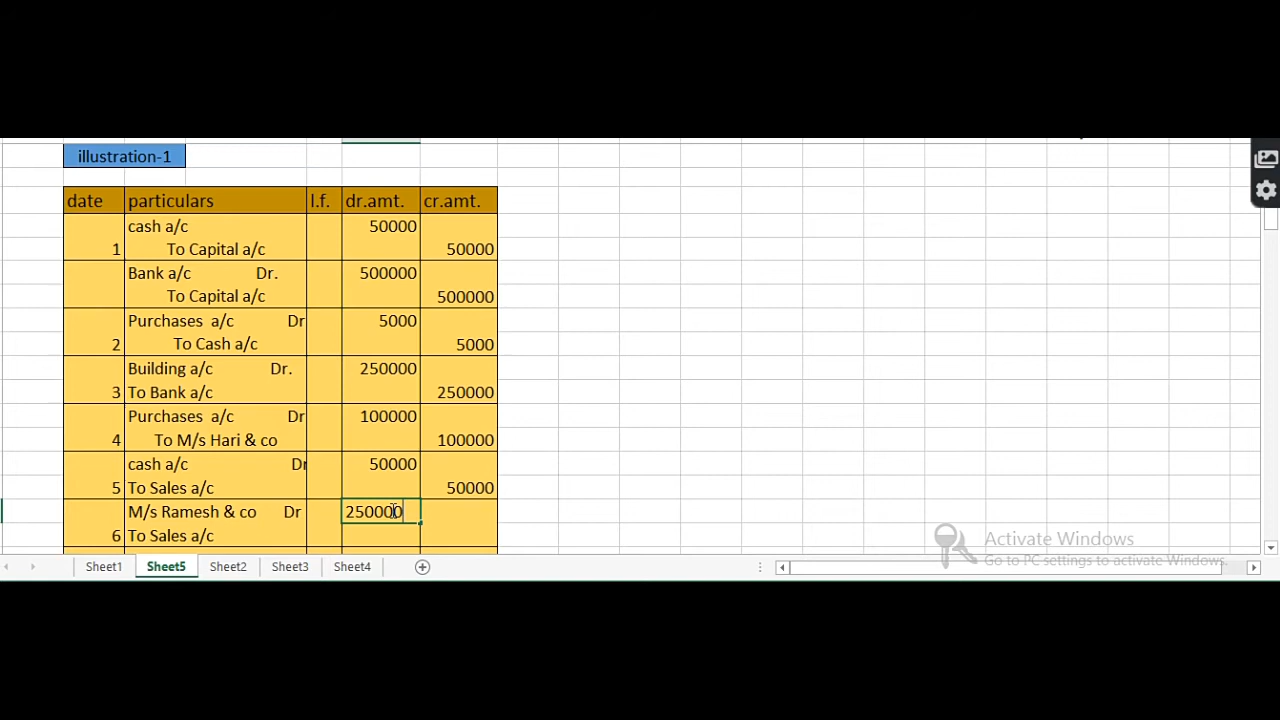 illustration-1
date particulars l.f. dr.amt. cr.amt.
cash a/c 50000
1 To Capital a/c 50000
Bank a/c Dr. 500000
To Capital a/c 500000
Purchases a/c Dr 5000
2 To Cash a/c 5000
Building a/c Dr. 250000
3 To Bank a/c 250000
Purchases a/c Dr 100000
4 To M/s Hari & co 100000
cash a/c Dr 50000
5 To Sales a/c 50000
M/s Ramesh & co Dr 250000
6 To Sales a/c
Activate Windows
Go to PC settings to activate Windows.
Sheet1 Sheet5 Sheet2 Sheet3 Sheet4